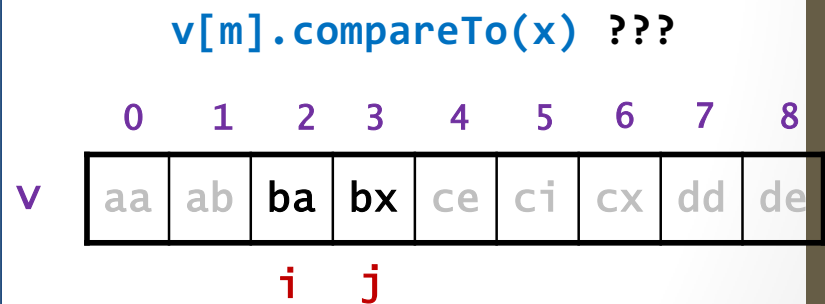 v[m].compareTo(x) ???
0 1 2 3 4 5 6 7 8
v aa ab ba bx ce ci cx dd de
i j